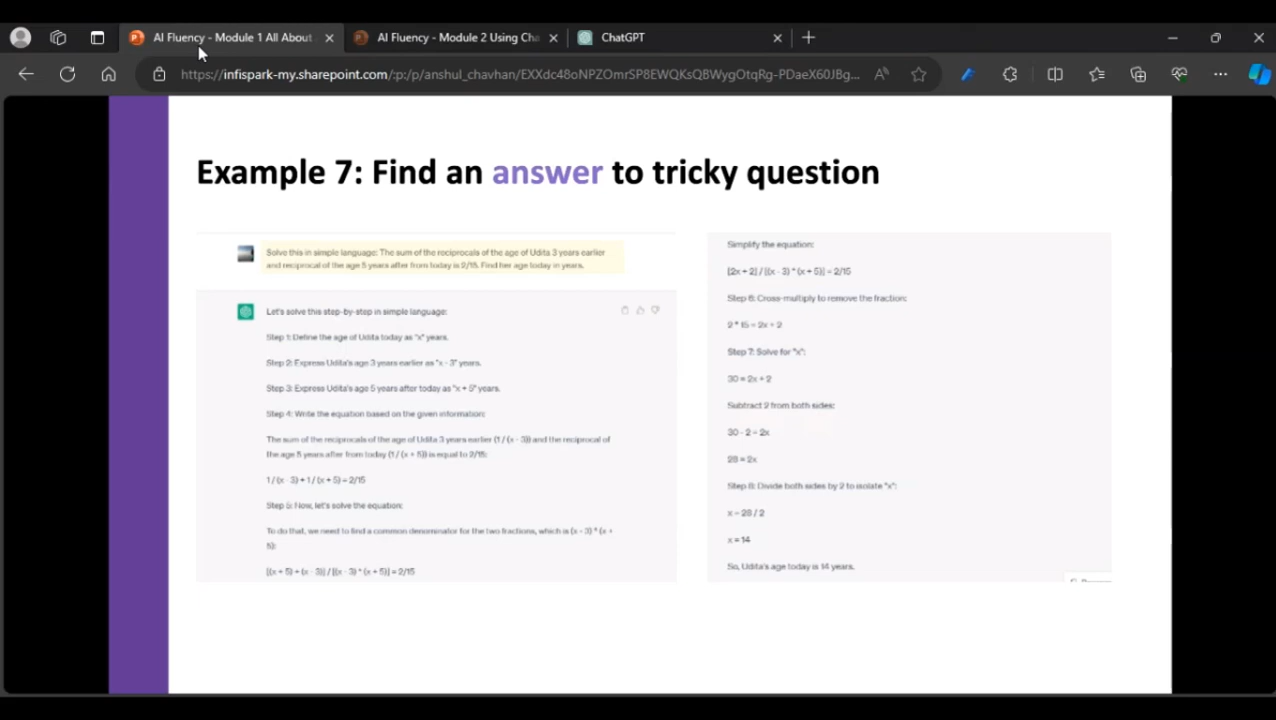 AI Fluency - Module 1 All About
AI Fluency - Module 2 Using Cha
ChatGPT
https://infispark-my.sharepoint.com/:p:/p/anshul_chavhan/EXXdc48oNPZOmrSP8EWQKsQBWygOtqRg-PDaeX60JBg...
Example 7: Find an answer to tricky question
Solve this in simple language: The sum of the reciprocals of the age of Udita 3 years earlier
and reciprocal of the age 5 years after from today is 2/15. Find her age today in years.
Let's solve this step-by-step in simple language:
Step 1: Define the age of Udita today as "x" years.
Step 2: Express Udita's age 3 years earlier as "x - 3" years.
Step 3: Express Udita's age 5 years after today as "x + 5" years.
Step 4: Write the equation based on the given information:
The sum of the reciprocals of the age of Udita 3 years earlier (1 / (x - 3)) and the reciprocal of
the age 5 years after from today (1 / (x + 5)) is equal to 2/15:
1 / (x - 3) + 1 / (x + 5) = 2/15
Step 5: Now, let's solve the equation:
To do that, we need to find a common denominator for the two fractions, which is (x - 3) * (x +
5):
[(x + 5) + (x - 3)] / [(x - 3) * (x + 5)] = 2/15
Simplify the equation:
[2x + 2] / [(x - 3) * (x + 5)] = 2/15
Step 6: Cross-multiply to remove the fraction:
2 * 15 = 2x + 2
Step 7: Solve for "x":
30 = 2x + 2
Subtract 2 from both sides:
30 - 2 = 2x
28 = 2x
Step 8: Divide both sides by 2 to isolate "x":
x = 28 / 2
x = 14
So, Udita's age today is 14 years.